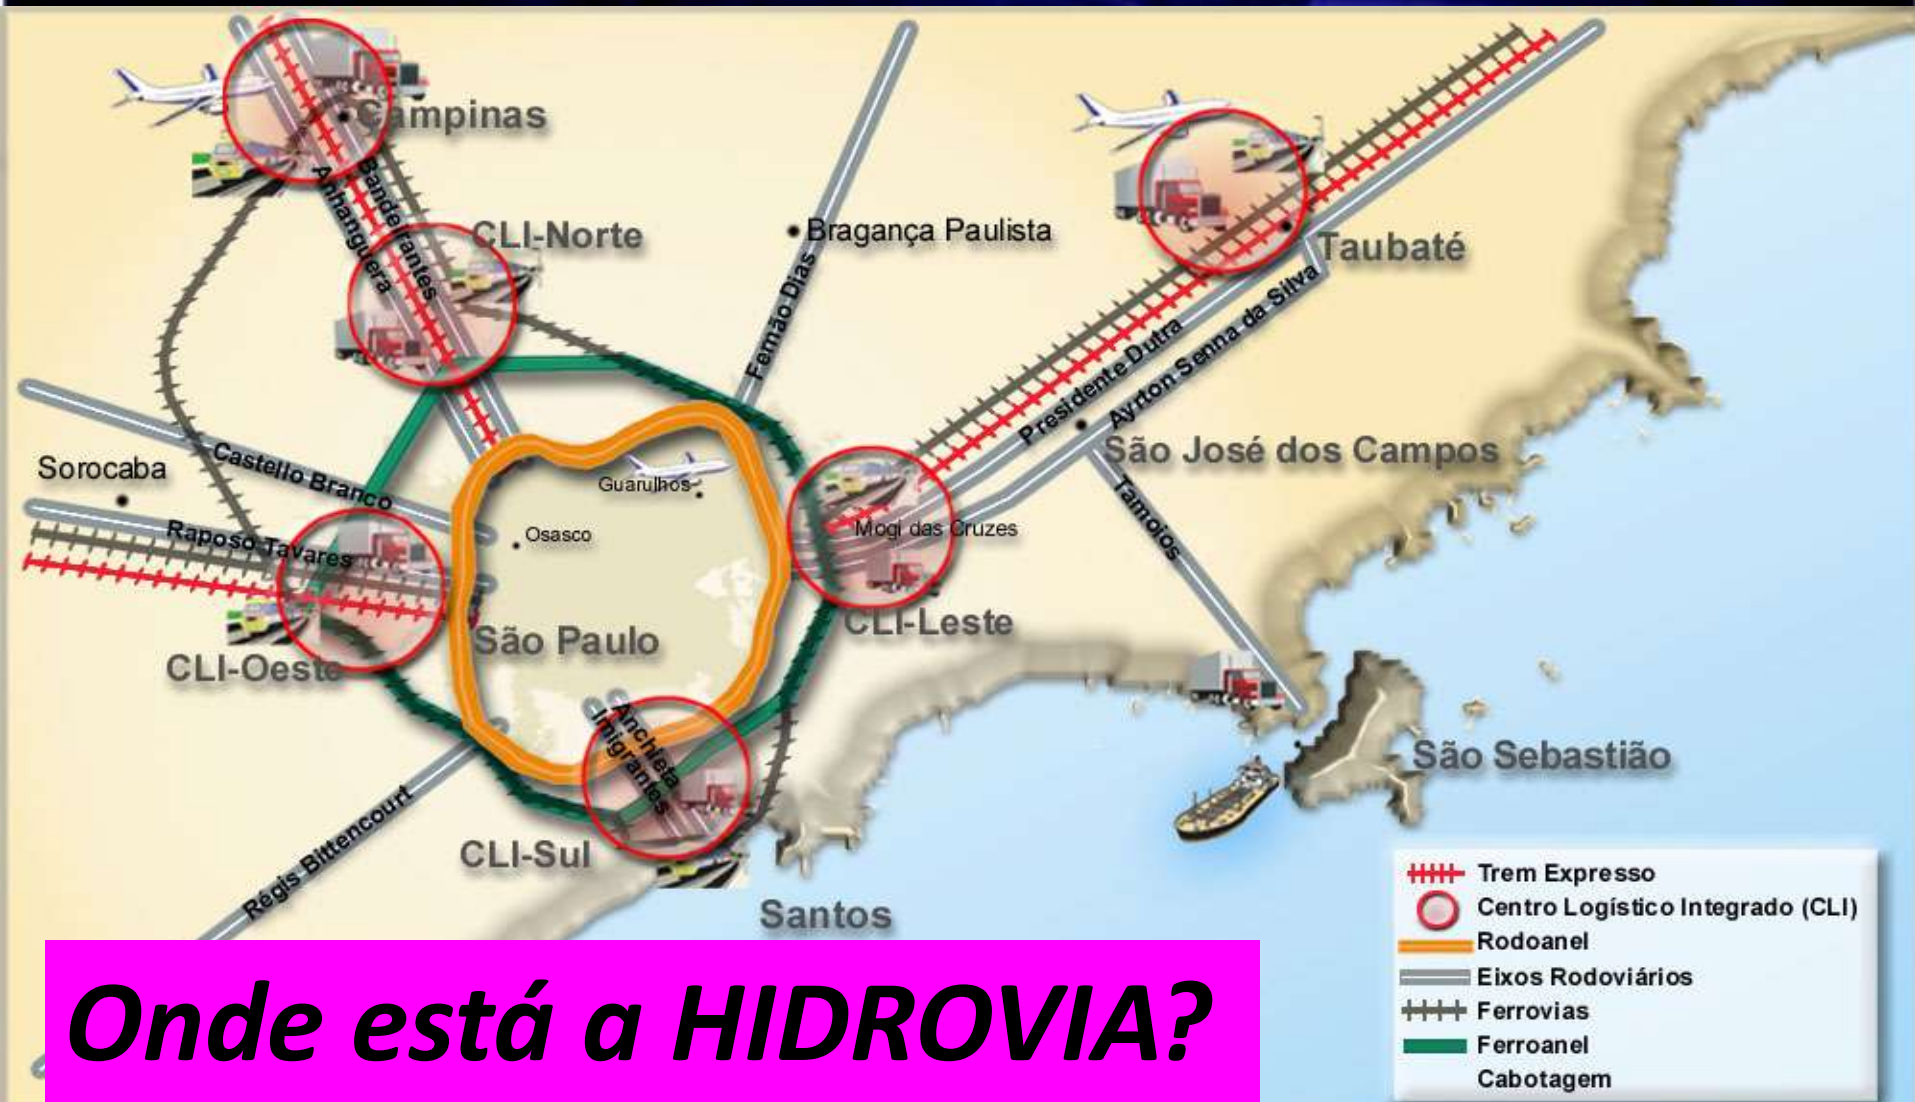 Campinas
Bandeirantes
Anhanguera
CLI-Norte
Bragança Paulista
Fernão Dias
Taubaté
Presidente Dutra
Ayrton Senna da Silva
São José dos Campos
Tamoios
Sorocaba
Castello Branco
Raposo Tavares
Guarulhos
Osasco
Mogi das Cruzes
CLI-Leste
São Paulo
CLI-Oeste
Anchieta
Imigrantes
São Sebastião
Régis Bittencourt
CLI-Sul
Santos
Trem Expresso
Centro Logístico Integrado (CLI)
Rodoanel
Eixos Rodoviários
Ferrovias
Ferroanel
Cabotagem
Onde está a HIDROVIA?